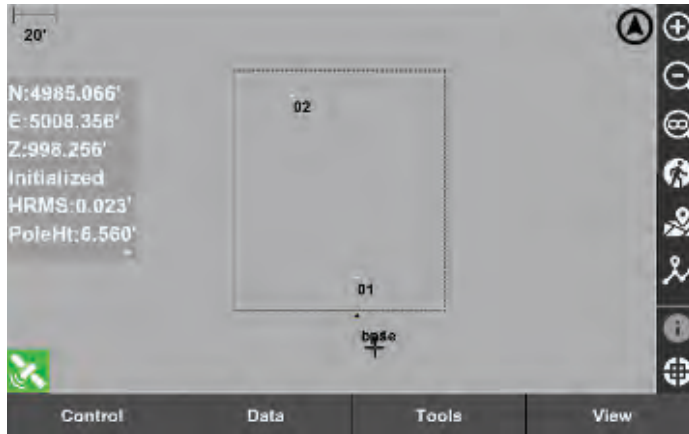 20'
N:4985.066'
E:5008.356'
Z:998.256'
Initialized
HRMS:0.023'
PoleHt:6.560'
02
01
base
Control
Data
Tools
View